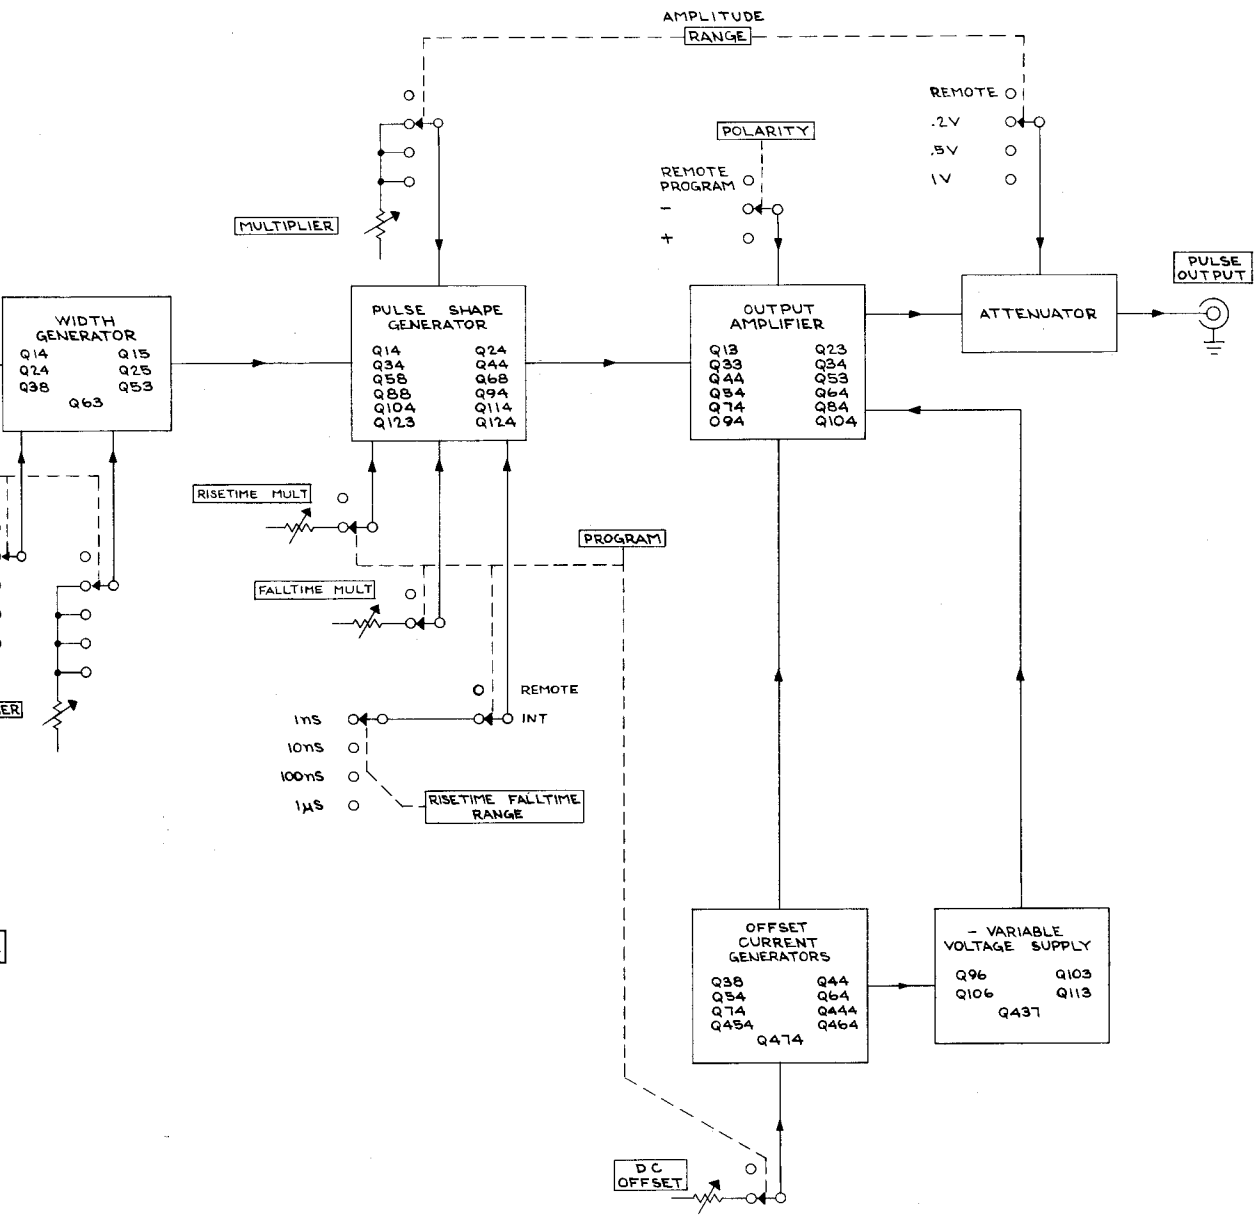 AMPLITUDE
RANGE
REMOTE
.2V
.5V
1V
POLARITY
REMOTE
PROGRAM
-
+
MULTIPLIER
PULSE
OUTPUT
WIDTH
GENERATOR
Q14 Q15
Q24 Q25
Q38 Q53
Q63
PULSE SHAPE
GENERATOR
Q14 Q24
Q34 Q44
Q58 Q68
Q88 Q94
Q104 Q114
Q123 Q124
OUTPUT
AMPLIFIER
Q13 Q23
Q33 Q34
Q44 Q53
Q54 Q64
Q74 Q84
O94 Q104
ATTENUATOR
RISETIME MULT
PROGRAM
FALLTIME MULT
REMOTE
INT
1nS
10nS
100nS
1µS
RISETIME FALLTIME
RANGE
ER
OFFSET
CURRENT
GENERATORS
Q38 Q44
Q54 Q64
Q74 Q444
Q454 Q464
Q474
- VARIABLE
VOLTAGE SUPPLY
Q96 Q103
Q106 Q113
Q437
DC
OFFSET